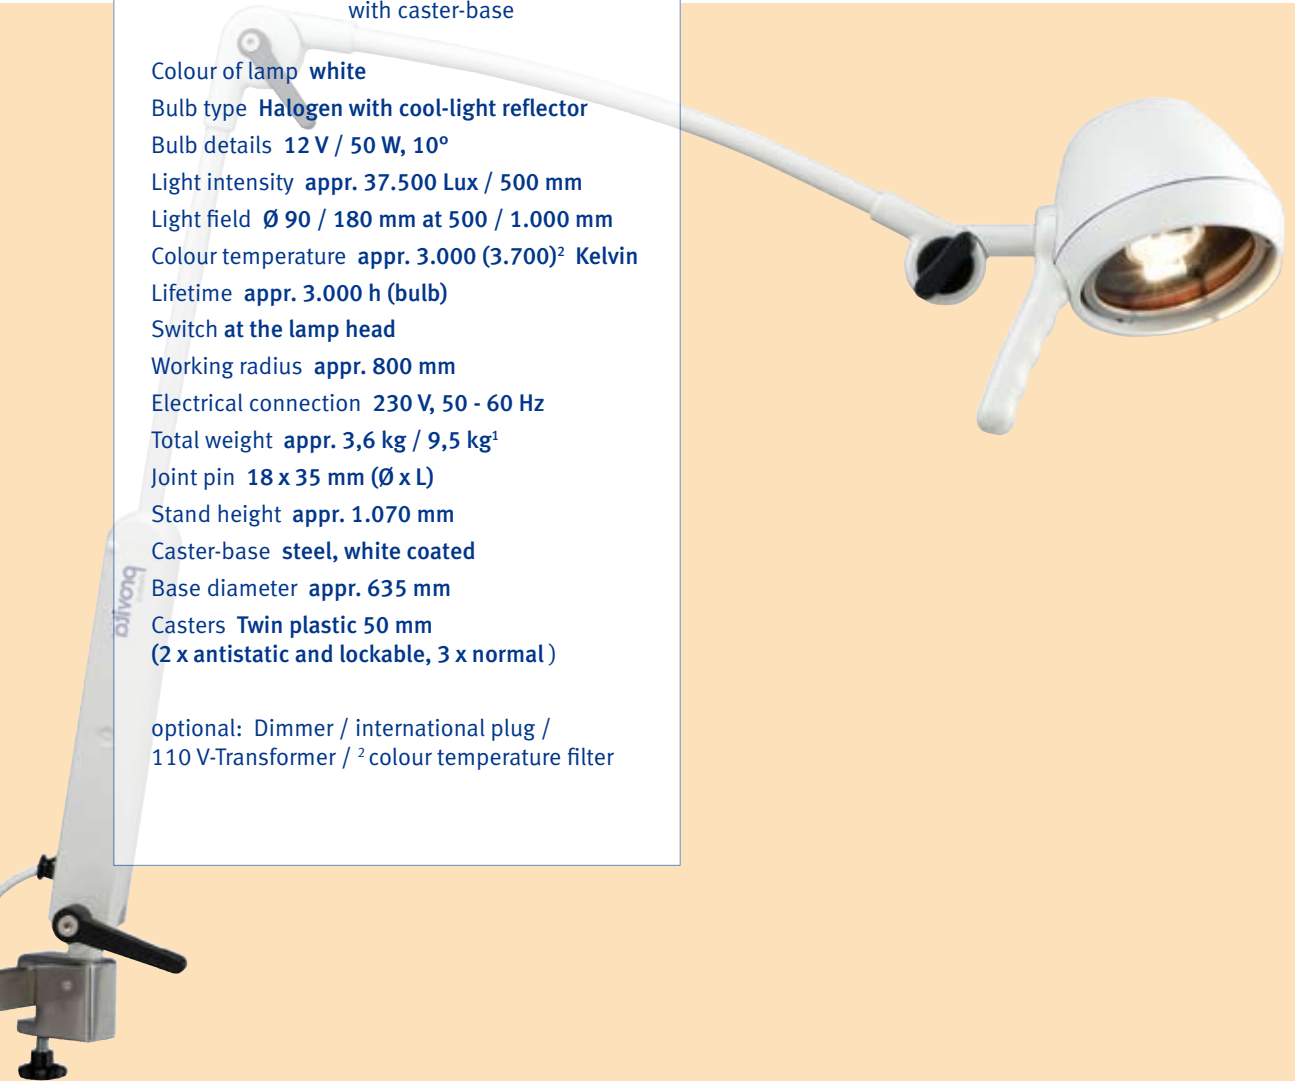 with caster-base
Colour of lamp white
Bulb type Halogen with cool-light reflector
Bulb details 12 V / 50 W, 10°
Light intensity appr. 37.500 Lux / 500 mm
Light field Ø 90 / 180 mm at 500 / 1.000 mm
Colour temperature appr. 3.000 (3.700)² Kelvin
Lifetime appr. 3.000 h (bulb)
Switch at the lamp head
Working radius appr. 800 mm
Electrical connection 230 V, 50 - 60 Hz
Total weight appr. 3,6 kg / 9,5 kg¹
Joint pin 18 x 35 mm (Ø x L)
Stand height appr. 1.070 mm
Caster-base steel, white coated
Base diameter appr. 635 mm
Casters Twin plastic 50 mm
(2 x antistatic and lockable, 3 x normal )
optional: Dimmer / international plug /
110 V-Transformer / ² colour temperature filter
provita